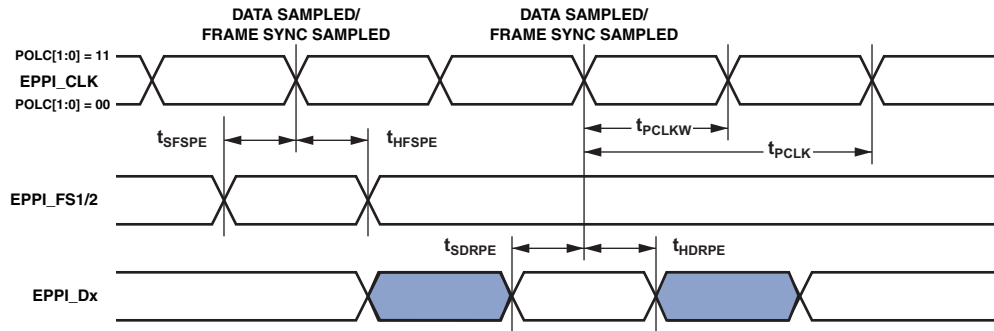 DATA SAMPLED/
FRAME SYNC SAMPLED
DATA SAMPLED/
FRAME SYNC SAMPLED
POLC[1:0] = 11
EPPI_CLK
POLC[1:0] = 00
tSFSPE
tHFSPE
tPCLKW
tPCLK
EPPI_FS1/2
tSDRPE
tHDRPE
EPPI_Dx